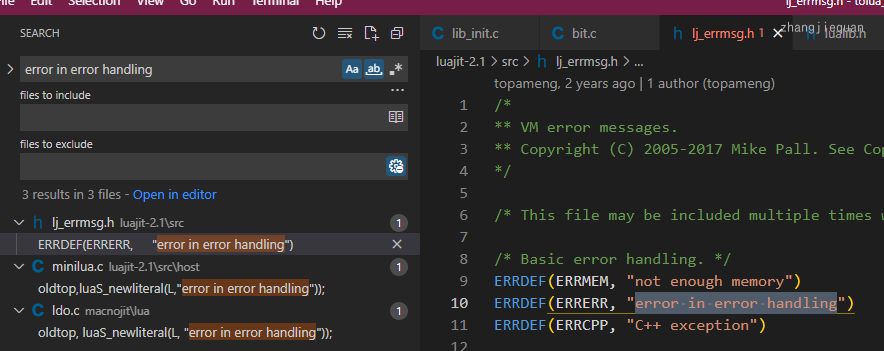 Edit Selection View Go Run Terminal Help
lj_errmsg.h - tolua_
zhangjinguan
SEARCH
error in error handling
Aa ab .*
files to include
files to exclude
3 results in 3 files - Open in editor
lj_errmsg.h luajit-2.1\src 1
ERRDEF(ERRERR, "error in error handling")
minilua.c luajit-2.1\src\host 1
oldtop,luaS_newliteral(L,"error in error handling"));
ldo.c macnojit\lua 1
oldtop, luaS_newliteral(L, "error in error handling"));
C lib_init.c C bit.c h lj_errmsg.h 1 h lualib.h
luajit-2.1 > src > h lj_errmsg.h > ...
topameng, 2 years ago | 1 author (topameng)
1 /*
2 ** VM error messages.
3 ** Copyright (C) 2005-2017 Mike Pall. See Cop
4 */
5
6 /* This file may be included multiple times
7
8 /* Basic error handling. */
9 ERRDEF(ERRMEM, "not enough memory")
10 ERRDEF(ERRERR, "error in error handling")
11 ERRDEF(ERRCPP, "C++ exception")
12